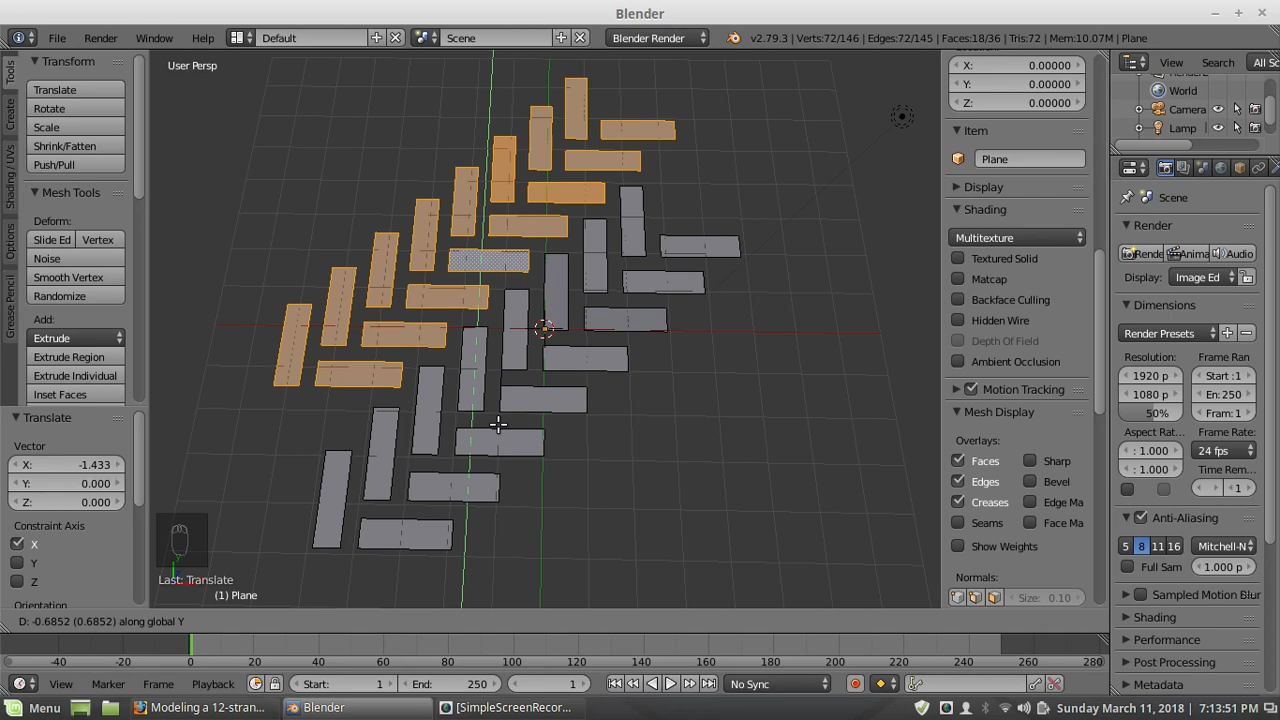 Blender
File Render Window Help Default Scene Blender Render v2.79.3 | Verts:72/146 | Edges:72/145 | Faces:18/36 | Tris:72 | Mem:10.07M | Plane
Tools
Create
Shading / UVs
Options
Grease Pencil
Transform
Translate
Rotate
Scale
Shrink/Fatten
Push/Pull
Mesh Tools
Deform:
Slide Ed Vertex
Noise
Smooth Vertex
Randomize
Add:
Extrude
Extrude Region
Extrude Individual
Inset Faces
Translate
Vector
X: -1.433
Y: 0.000
Z: 0.000
Constraint Axis
X
Y
Z
Orientation
User Persp
Last: Translate
(1) Plane
D: -0.6852 (0.6852) along global Y
X: 0.00000
Y: 0.00000
Z: 0.00000
Item
Plane
Display
Shading
Multitexture
Textured Solid
Matcap
Backface Culling
Hidden Wire
Depth Of Field
Ambient Occlusion
Motion Tracking
Mesh Display
Overlays:
Faces Sharp
Edges Bevel
Creases Edge Ma
Seams Face Ma
Show Weights
Normals:
Size: 0.10
View Search All Sc
World
Camera
Lamp
Scene
Render
Rende Anima Audio
Display: Image Ed
Dimensions
Render Presets
Resolution: Frame Ran
1920 p Start :1
1080 p En: 250
50% Fram: 1
Aspect Rat... Frame Rate:
: 1.000 24 fps
: 1.000 Time Rem...
: 1
Anti-Aliasing
5 8 11 16 Mitchell-N
Full Sam : 1.000 p
Sampled Motion Blur
Shading
Performance
Post Processing
Metadata
-40 -20 0 20 40 60 80 100 120 140 160 180 200 220 240 260 280
View Marker Frame Playback Start: 1 End: 250 1 No Sync
Menu Modeling a 12-stran... Blender [SimpleScreenRecor... Sunday March 11, 2018 | 7:13:51 PM